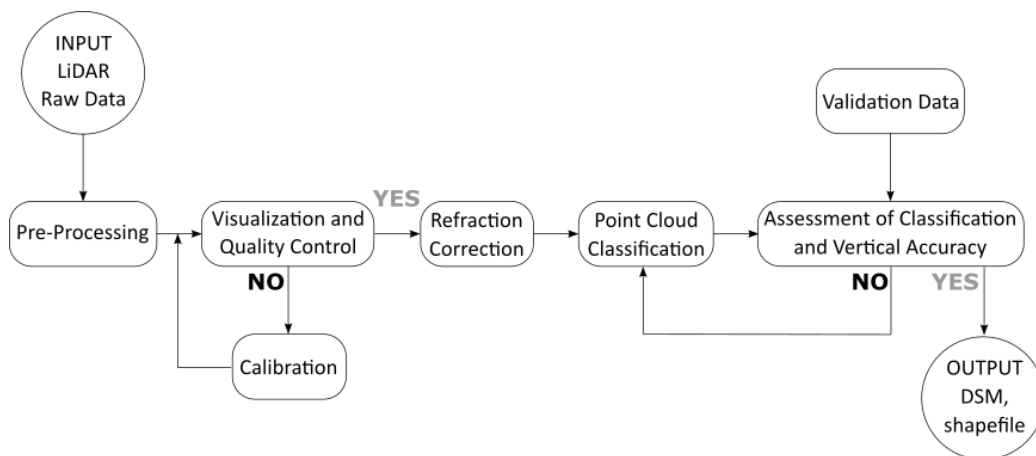 INPUT
LiDAR
Raw Data
Validation Data
Pre-Processing
Visualization and
Quality Control
YES
NO
Refraction
Correction
Point Cloud
Classification
Assessment of Classification
and Vertical Accuracy
NO
YES
Calibration
OUTPUT
DSM,
shapefile